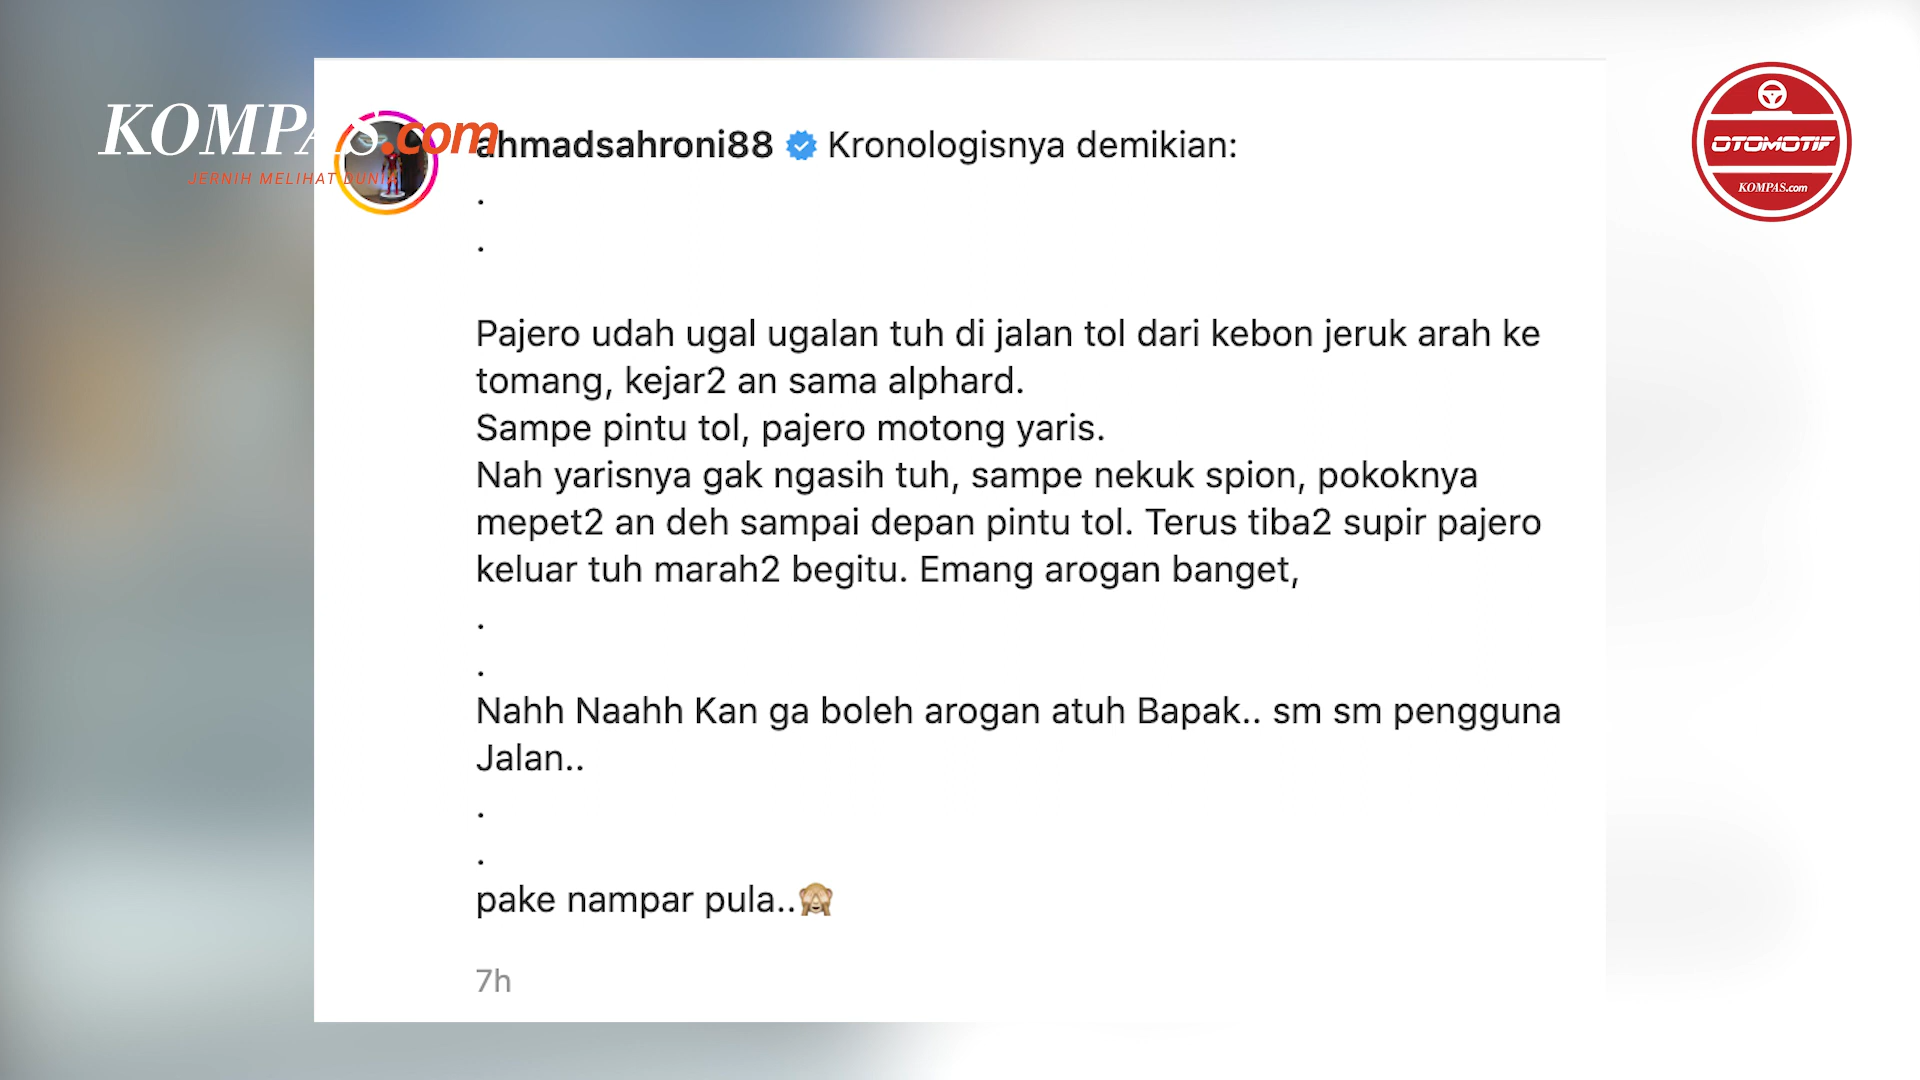 KOMPAS.com
JERNIH MELIHAT DUNIA
OTOMOTIF
KOMPAS.com
ahmadsahroni88 Kronologisnya demikian:
.
.
Pajero udah ugal ugalan tuh di jalan tol dari kebon jeruk arah ke
tomang, kejar2 an sama alphard.
Sampe pintu tol, pajero motong yaris.
Nah yarisnya gak ngasih tuh, sampe nekuk spion, pokoknya
mepet2 an deh sampai depan pintu tol. Terus tiba2 supir pajero
keluar tuh marah2 begitu. Emang arogan banget,
.
.
Nahh Naahh Kan ga boleh arogan atuh Bapak.. sm sm pengguna
Jalan..
.
.
pake nampar pula..🙈
7h